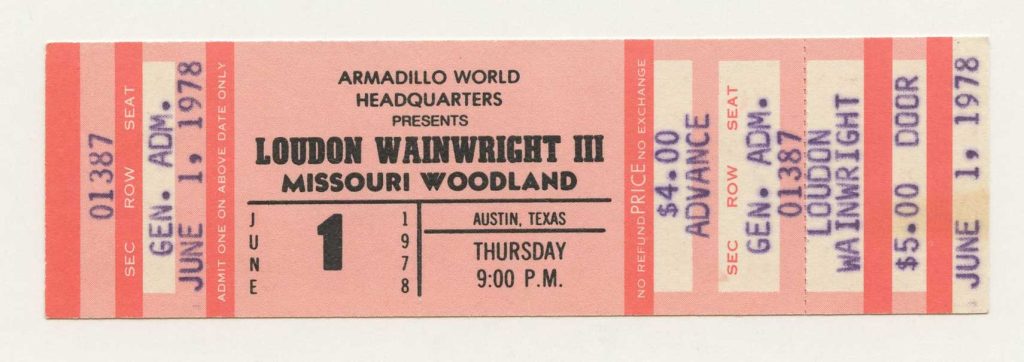 01387
SEC ROW SEAT
GEN. ADM.
JUNE 1, 1978
ADMIT ONE ON ABOVE DATE ONLY
ARMADILLO WORLD
HEADQUARTERS
PRESENTS
LOUDON WAINWRIGHT III
MISSOURI WOODLAND
JUNE
1
1978
AUSTIN, TEXAS
THURSDAY
9:00 P.M.
NO REFUND PRICE NO EXCHANGE
$4.00
ADVANCE
SEC ROW SEAT
GEN. ADM.
01387
LOUDON
WAINWRIGHT
$5.00 DOOR
JUNE 1, 1978